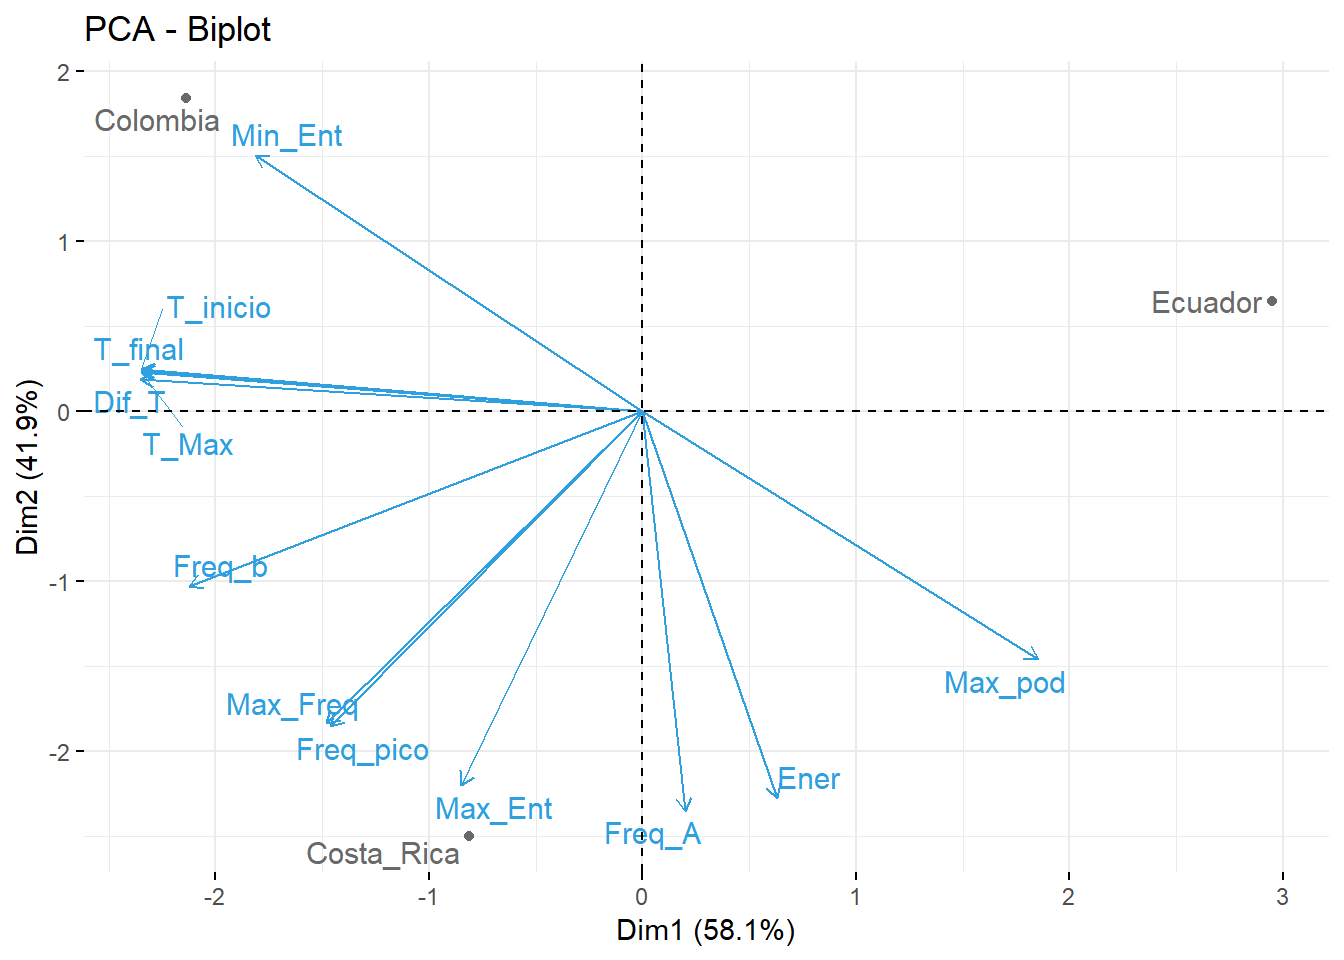 PCA - Biplot
2
Colombia
Min_Ent
1
T_inicio
Ecuador
T_final
Dif_T
0
T_Max
Dim2 (41.9%)
Freq_b
-1
Max_pod
Max_Freq
Freq_pico
-2
Ener
Max_Ent
Freq_A
Costa_Rica
-2 -1 0 1 2 3
Dim1 (58.1%)